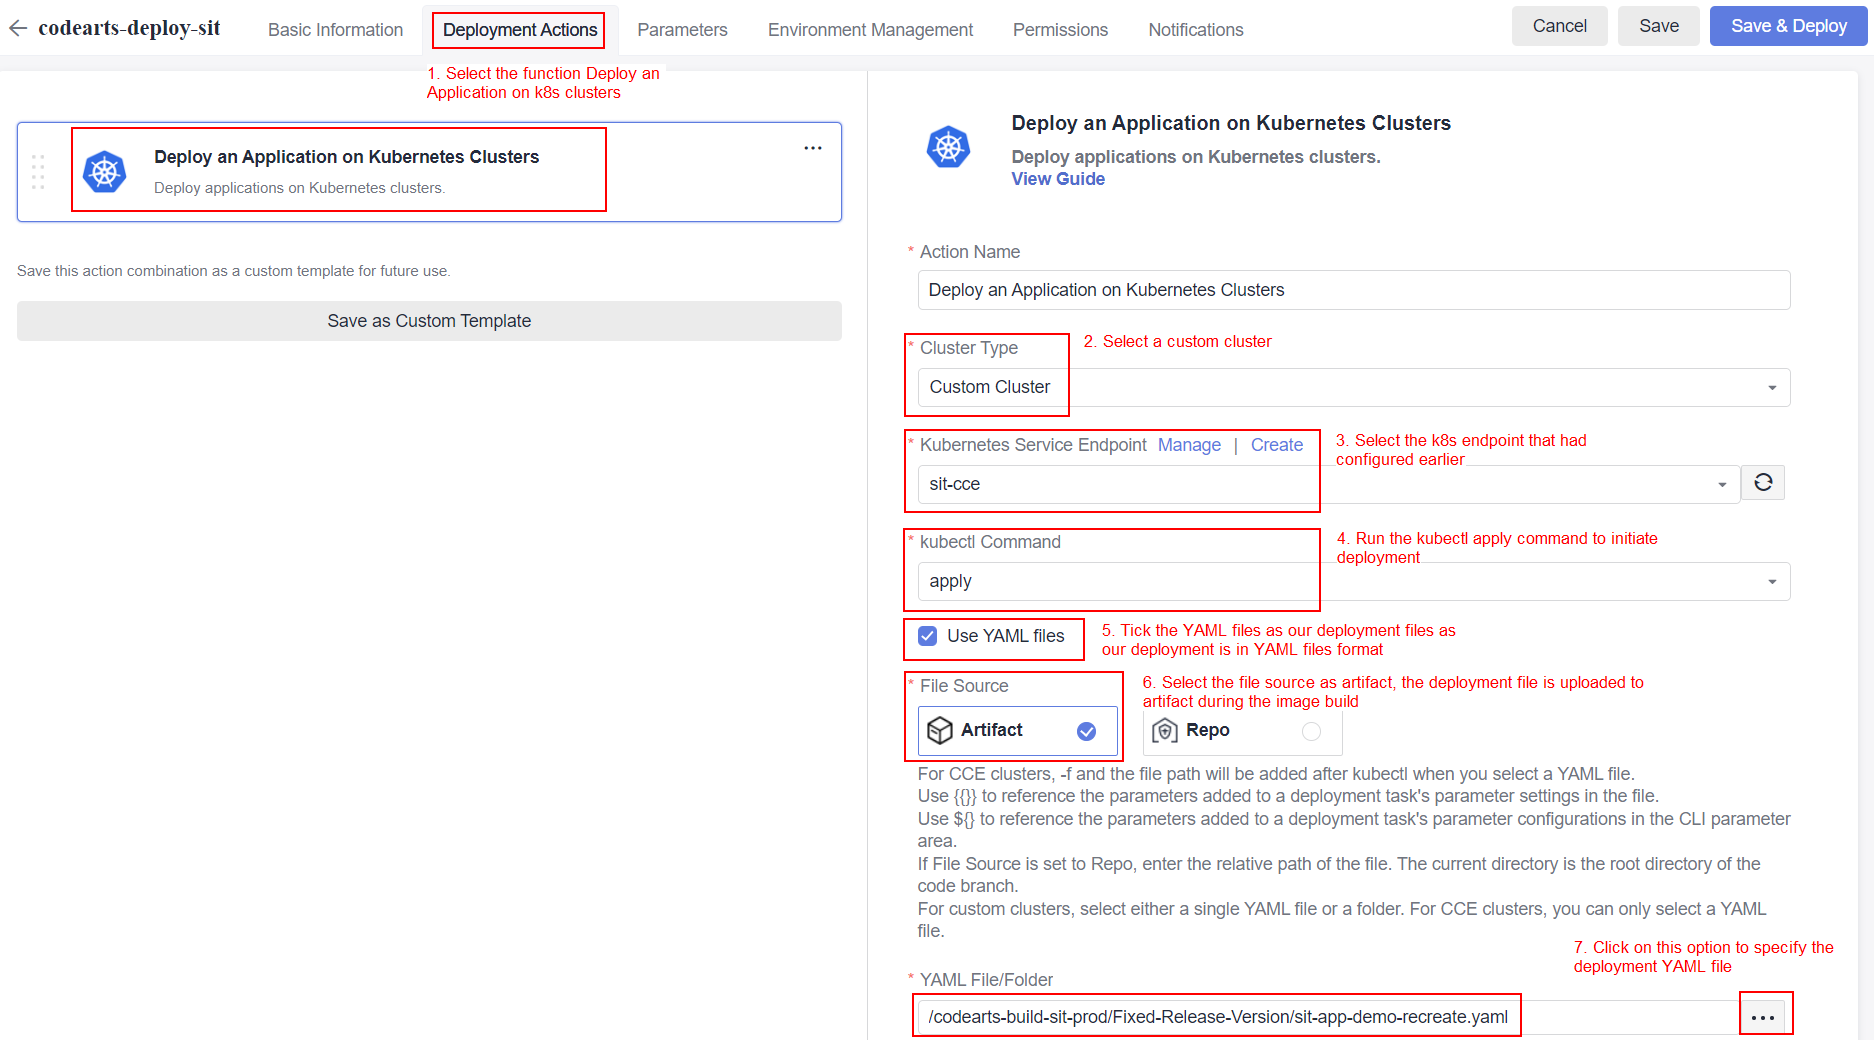 codearts-deploy-sit
Basic Information
Deployment Actions
Parameters
Environment Management
Permissions
Notifications
Cancel
Save
Save & Deploy
1. Select the function Deploy an
Application on k8s clusters
Deploy an Application on Kubernetes Clusters
Deploy applications on Kubernetes clusters.
Save this action combination as a custom template for future use.
Save as Custom Template
Deploy an Application on Kubernetes Clusters
Deploy applications on Kubernetes clusters.
View Guide
* Action Name
Deploy an Application on Kubernetes Clusters
* Cluster Type
2. Select a custom cluster
Custom Cluster
* Kubernetes Service Endpoint Manage | Create
3. Select the k8s endpoint that had
configured earlier
sit-cce
* kubectl Command
4. Run the kubectl apply command to initiate
deployment
apply
Use YAML files
5. Tick the YAML files as our deployment files as
our deployment is in YAML files format
* File Source
6. Select the file source as artifact, the deployment file is uploaded to
artifact during the image build
Artifact
Repo
For CCE clusters, -f and the file path will be added after kubectl when you select a YAML file.
Use {{}} to reference the parameters added to a deployment task's parameter settings in the file.
Use ${} to reference the parameters added to a deployment task's parameter configurations in the CLI parameter
area.
If File Source is set to Repo, enter the relative path of the file. The current directory is the root directory of the
code branch.
For custom clusters, select either a single YAML file or a folder. For CCE clusters, you can only select a YAML
file.
7. Click on this option to specify the
deployment YAML file
* YAML File/Folder
/codearts-build-sit-prod/Fixed-Release-Version/sit-app-demo-recreate.yaml